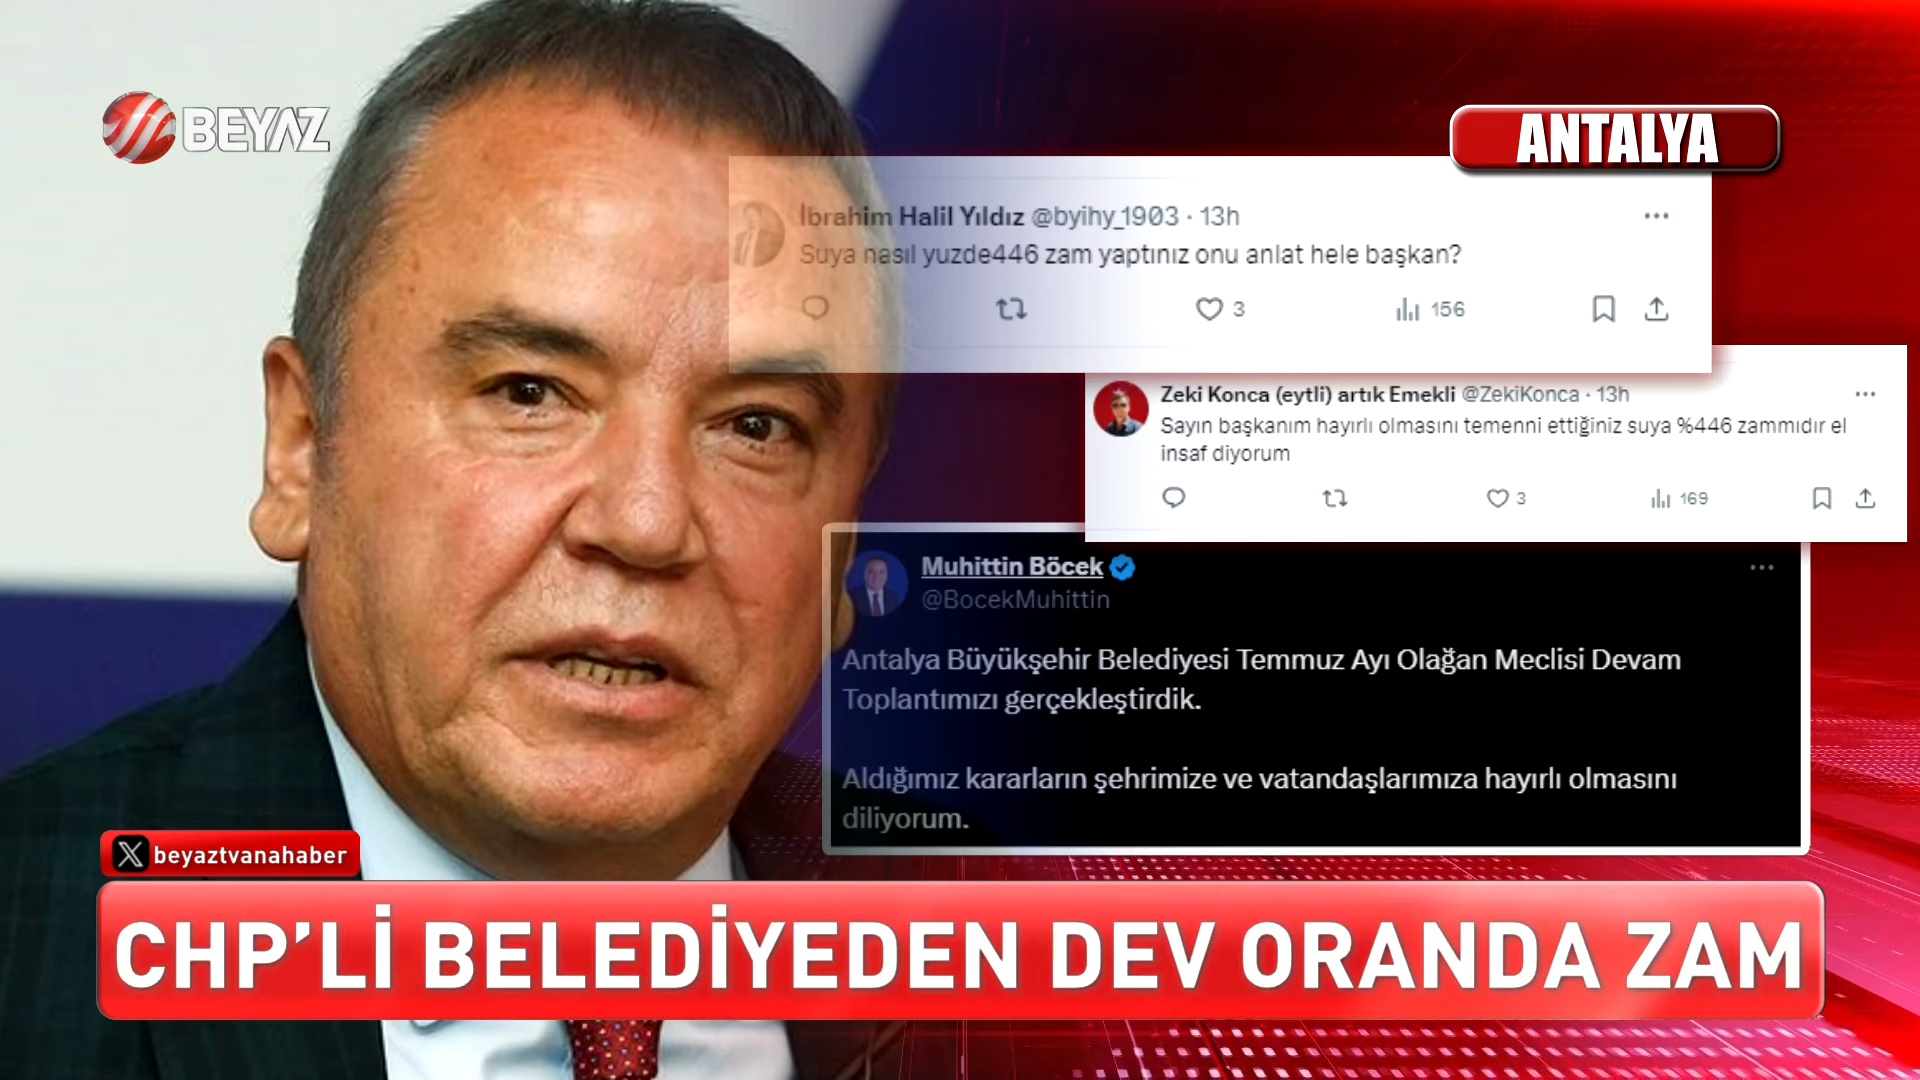 BEYAZ
ANTALYA
İbrahim Halil Yıldız @byihy_1903 · 13h
Suya nasıl yuzde446 zam yaptınız onu anlat hele başkan?
3
156
Zeki Konca (eytli) artık Emekli @ZekiKonca · 13h
Sayın başkanım hayırlı olmasını temenni ettiğiniz suya %446 zammıdır el
insaf diyorum
3
169
Muhittin Böcek
@BocekMuhittin
Antalya Büyükşehir Belediyesi Temmuz Ayı Olağan Meclisi Devam
Toplantımızı gerçekleştirdik.
Aldığımız kararların şehrimize ve vatandaşlarımıza hayırlı olmasını
diliyorum.
X beyaztvanahaber
CHP'Lİ BELEDİYEDEN DEV ORANDA ZAM